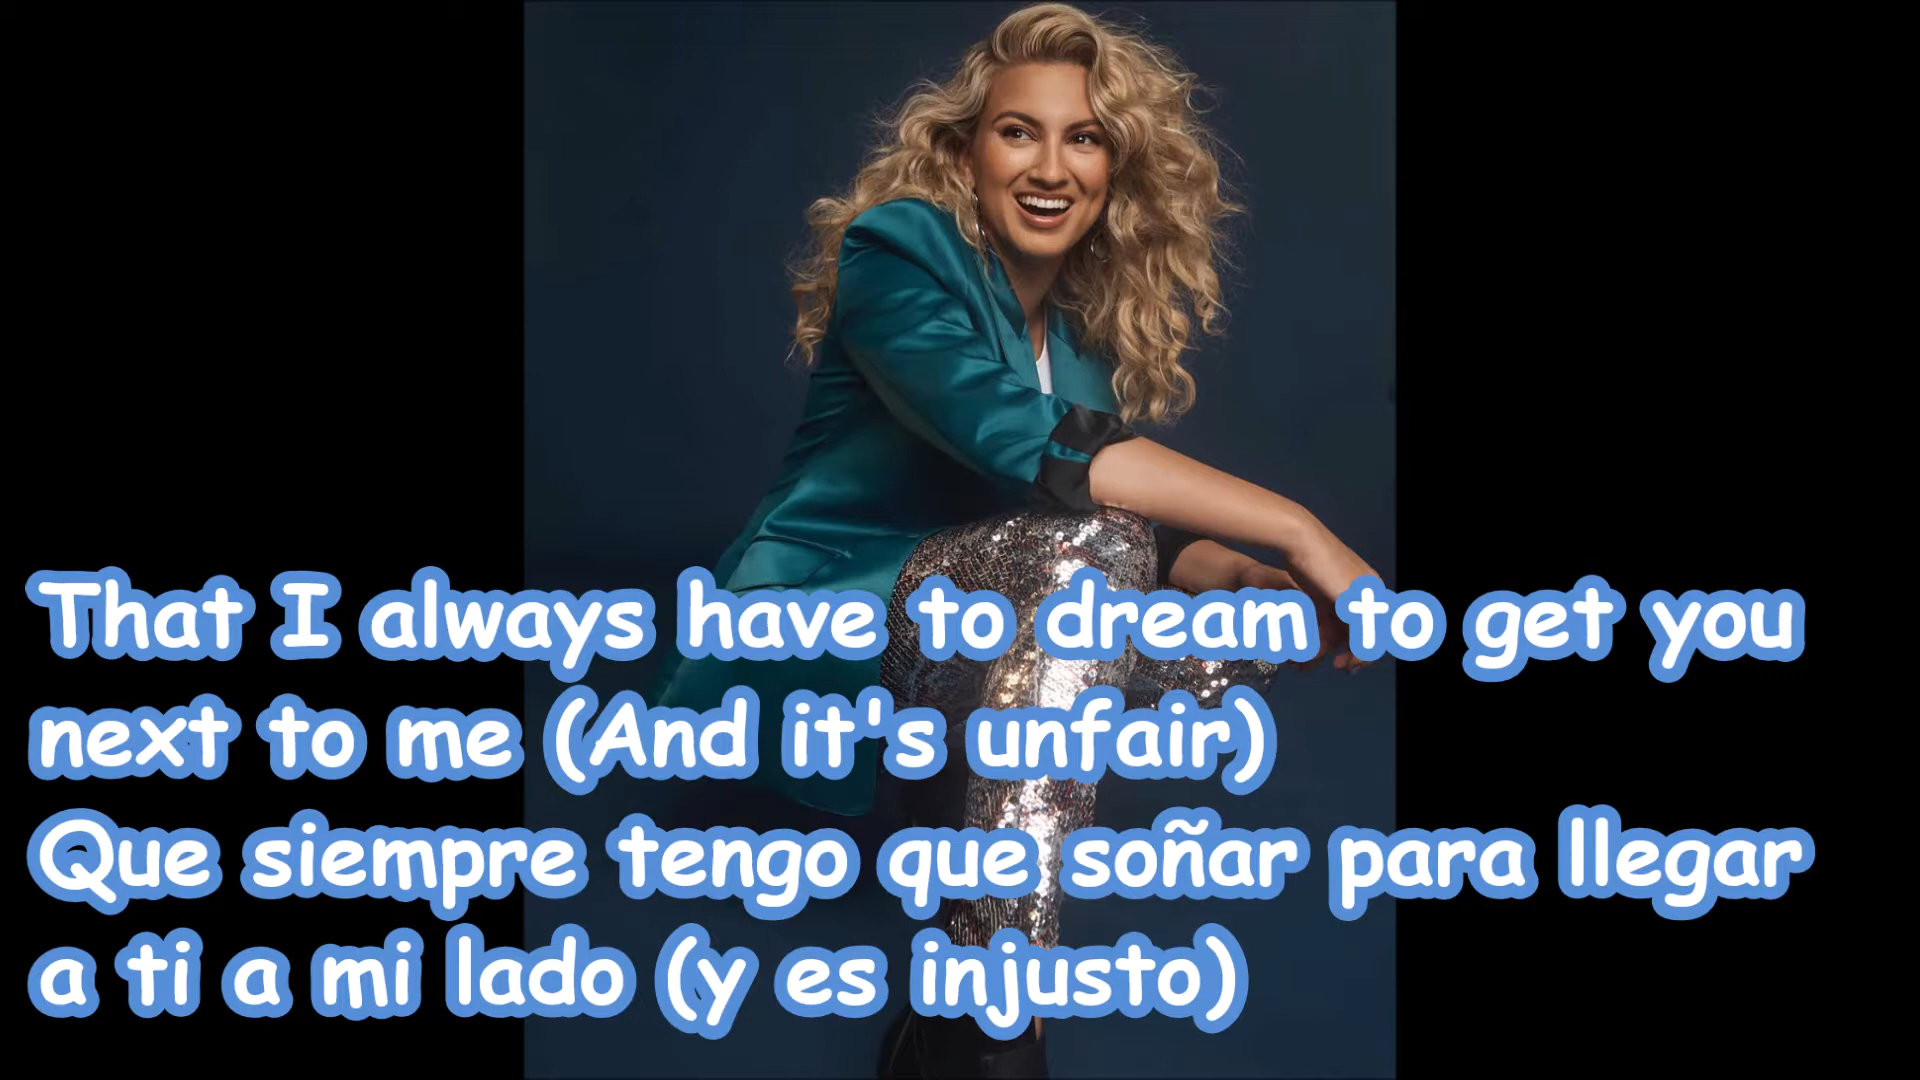 That I always have to dream to get you
next to me (And it's unfair)
Que siempre tengo que soñar para llegar
a ti a mi lado (y es injusto)